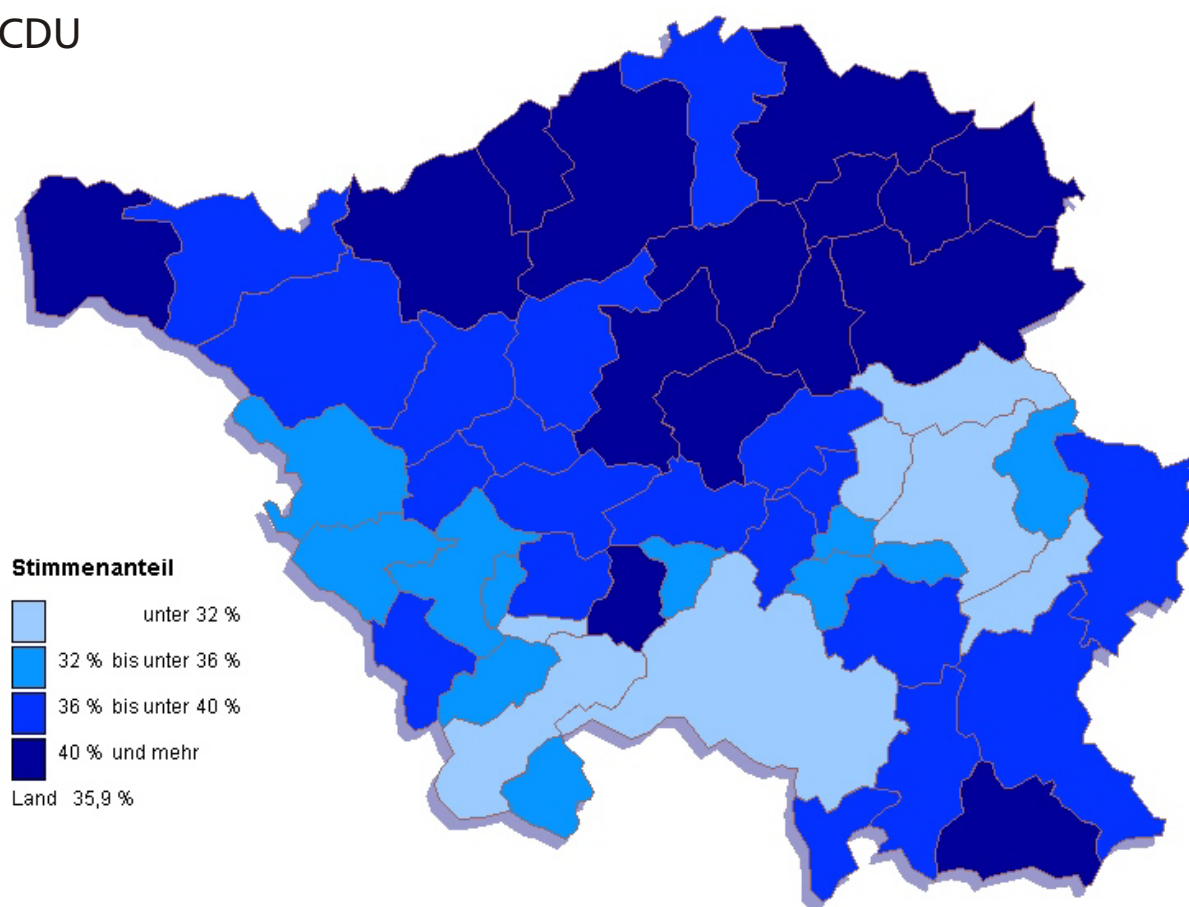 CDU
Stimmenanteil
unter 32 %
32 % bis unter 36 %
36 % bis unter 40 %
40 % und mehr
Land 35,9 %